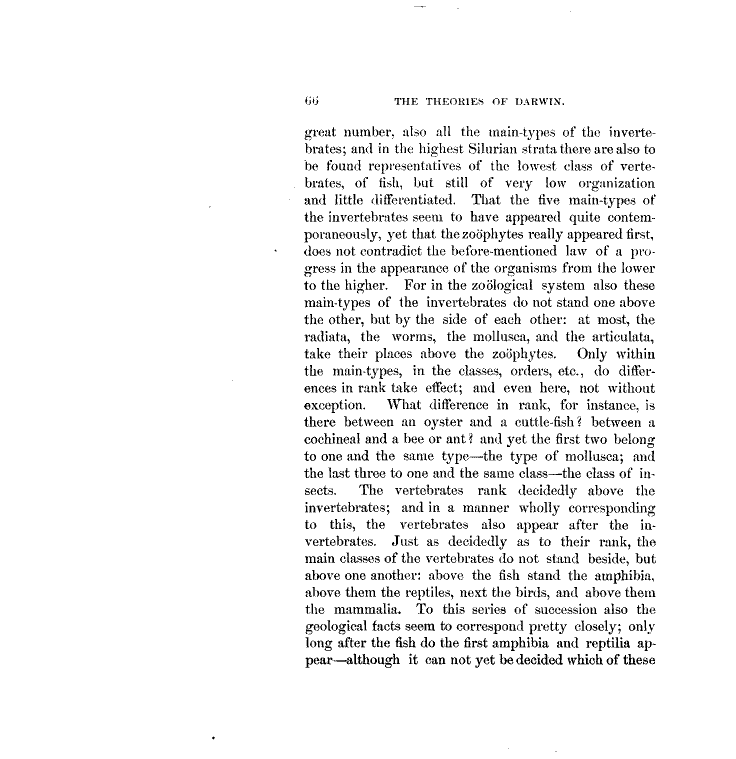 66 THE THEORIES OF DARWIN.
great number, also all the main-types of the inverte-
brates; and in the highest Silurian strata there are also to
be found representatives of the lowest class of verte-
brates, of fish, but still of very low organization
and little differentiated. That the five main-types of
the invertebrates seem to have appeared quite contem-
poraneously, yet that the zoöphytes really appeared first,
does not contradict the before-mentioned law of a pro-
gress in the appearance of the organisms from the lower
to the higher. For in the zoölogical system also these
main-types of the invertebrates do not stand one above
the other, but by the side of each other: at most, the
radiata, the worms, the mollusca, and the articulata,
take their places above the zoöphytes. Only within
the main-types, in the classes, orders, etc., do differ-
ences in rank take effect; and even here, not without
exception. What difference in rank, for instance, is
there between an oyster and a cuttle-fish? between a
cochineal and a bee or ant? and yet the first two belong
to one and the same type—the type of mollusca; and
the last three to one and the same class—the class of in-
sects. The vertebrates rank decidedly above the
invertebrates; and in a manner wholly corresponding
to this, the vertebrates also appear after the in-
vertebrates. Just as decidedly as to their rank, the
main classes of the vertebrates do not stand beside, but
above one another: above the fish stand the amphibia,
above them the reptiles, next the birds, and above them
the mammalia. To this series of succession also the
geological facts seem to correspond pretty closely; only
long after the fish do the first amphibia and reptilia ap-
pear—although it can not yet be decided which of these